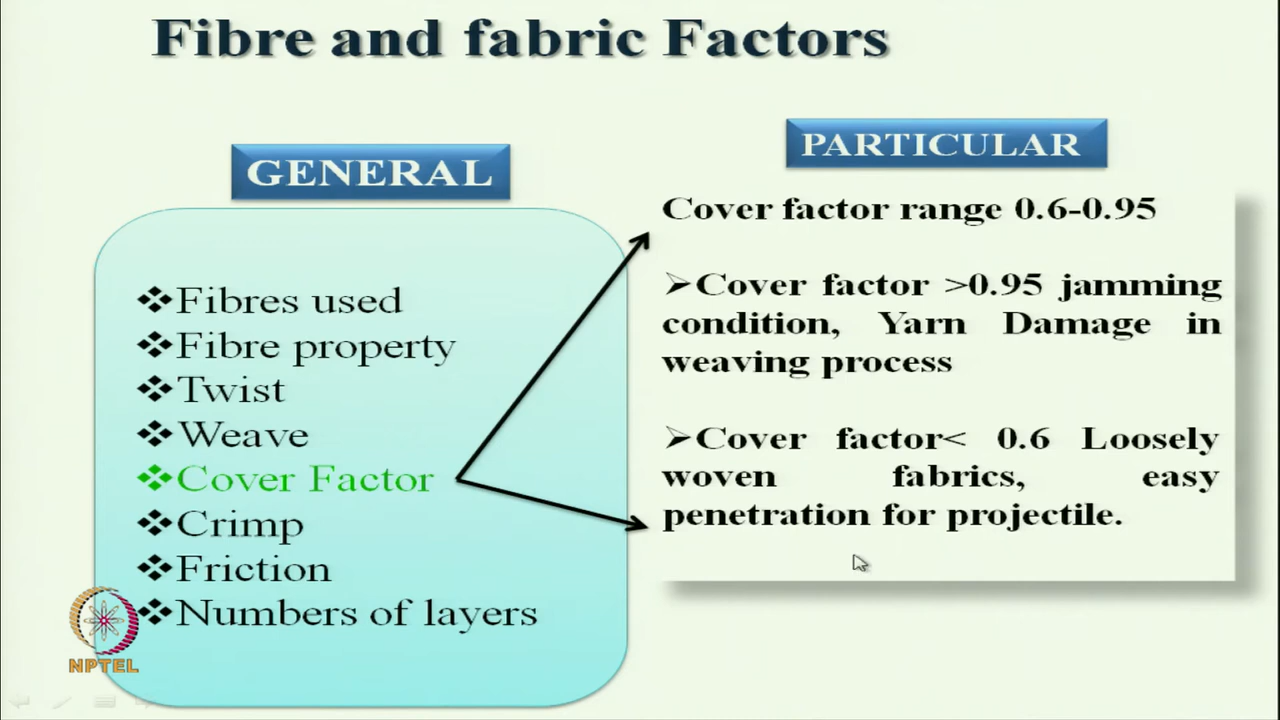 Fibre and fabric Factors
GENERAL
❖Fibres used
❖Fibre property
❖Twist
❖Weave
❖Cover Factor
❖Crimp
❖Friction
❖Numbers of layers
PARTICULAR
Cover factor range 0.6-0.95
➢Cover factor >0.95 jamming
condition, Yarn Damage in
weaving process
➢Cover factor< 0.6 Loosely
woven fabrics, easy
penetration for projectile.
NPTEL